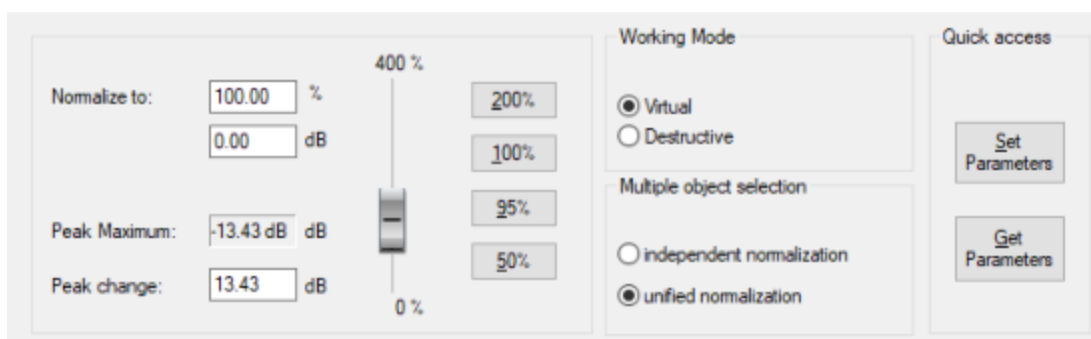 Normalize to:
100.00 %
0.00 dB
Peak Maximum:
-13.43 dB dB
Peak change:
13.43 dB
400 %
0 %
200%
100%
95%
50%
Working Mode
Virtual
Destructive
Multiple object selection
independent normalization
unified normalization
Quick access
Set
Parameters
Get
Parameters